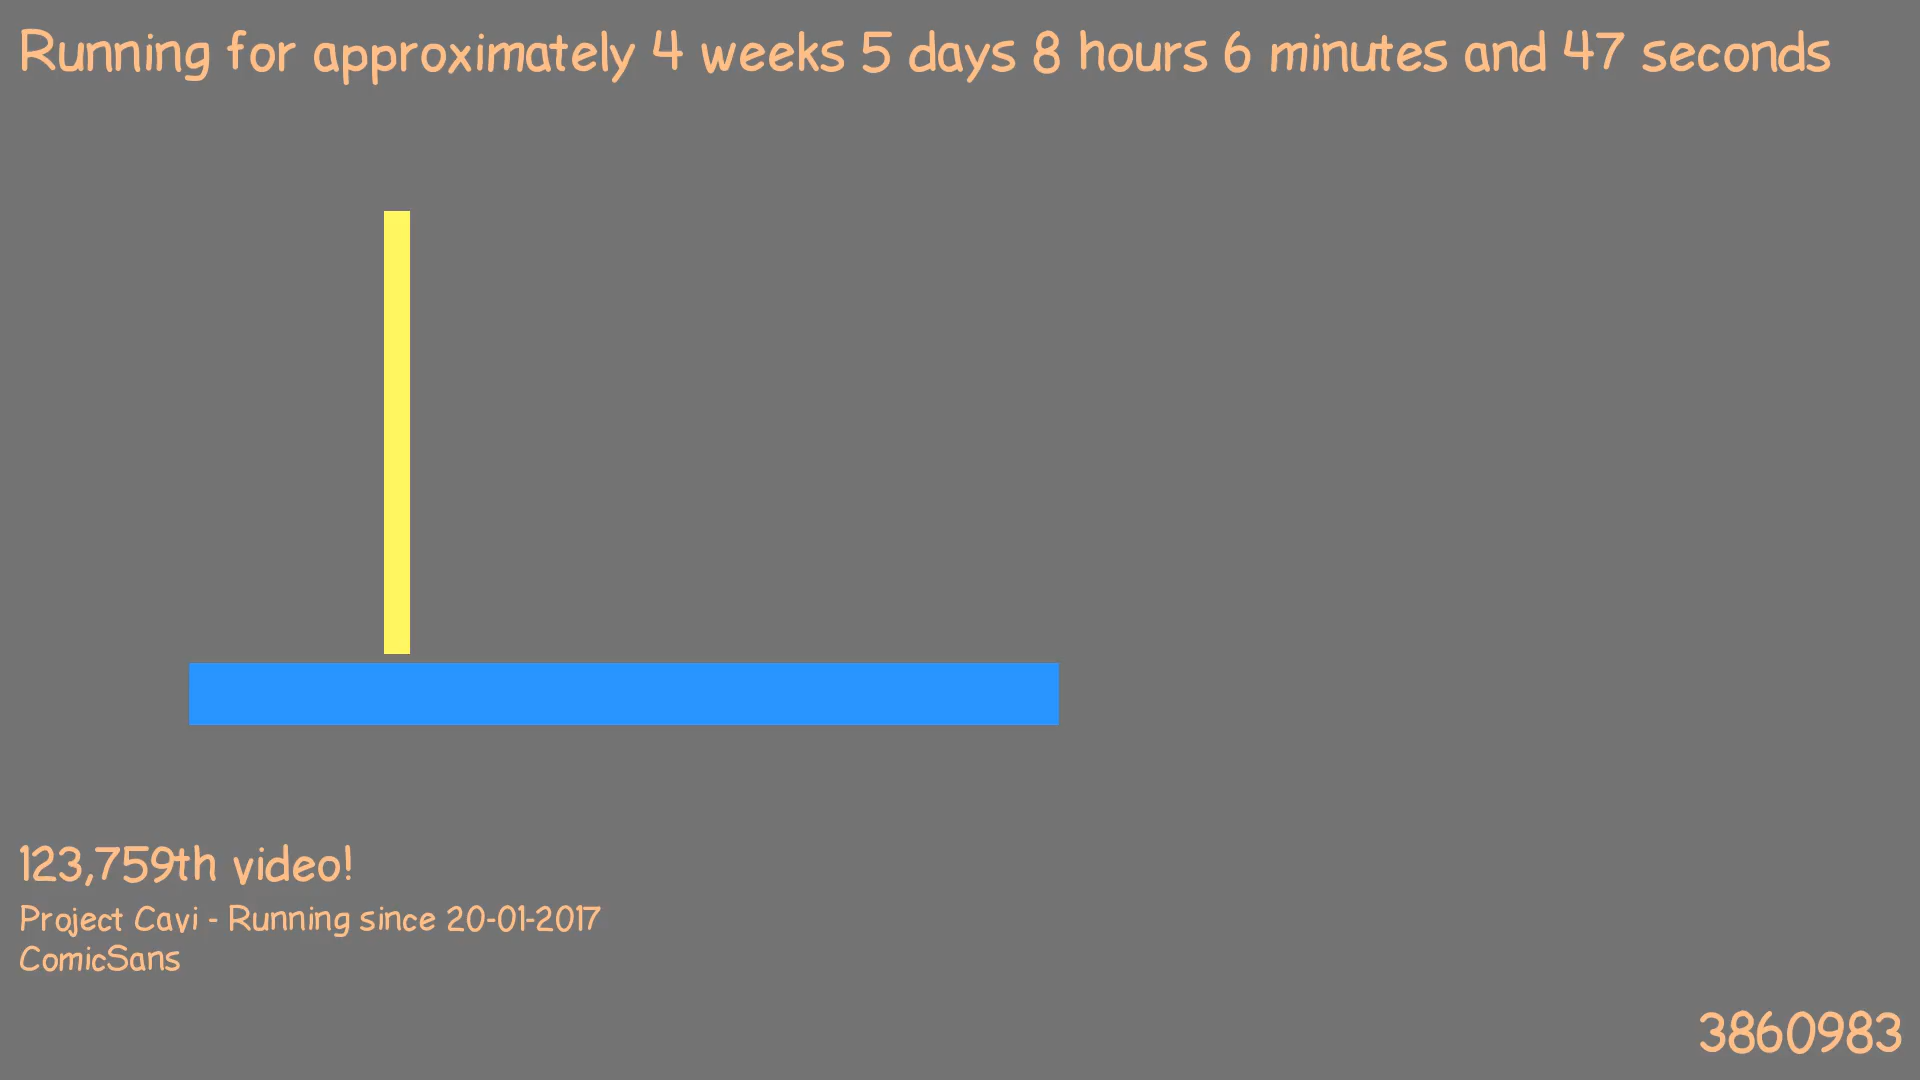 Running for approximately 4 weeks 5 days 8 hours 6 minutes and 47 seconds
123,759th video!
Project Cavi - Running since 20-01-2017
ComicSans
3860983